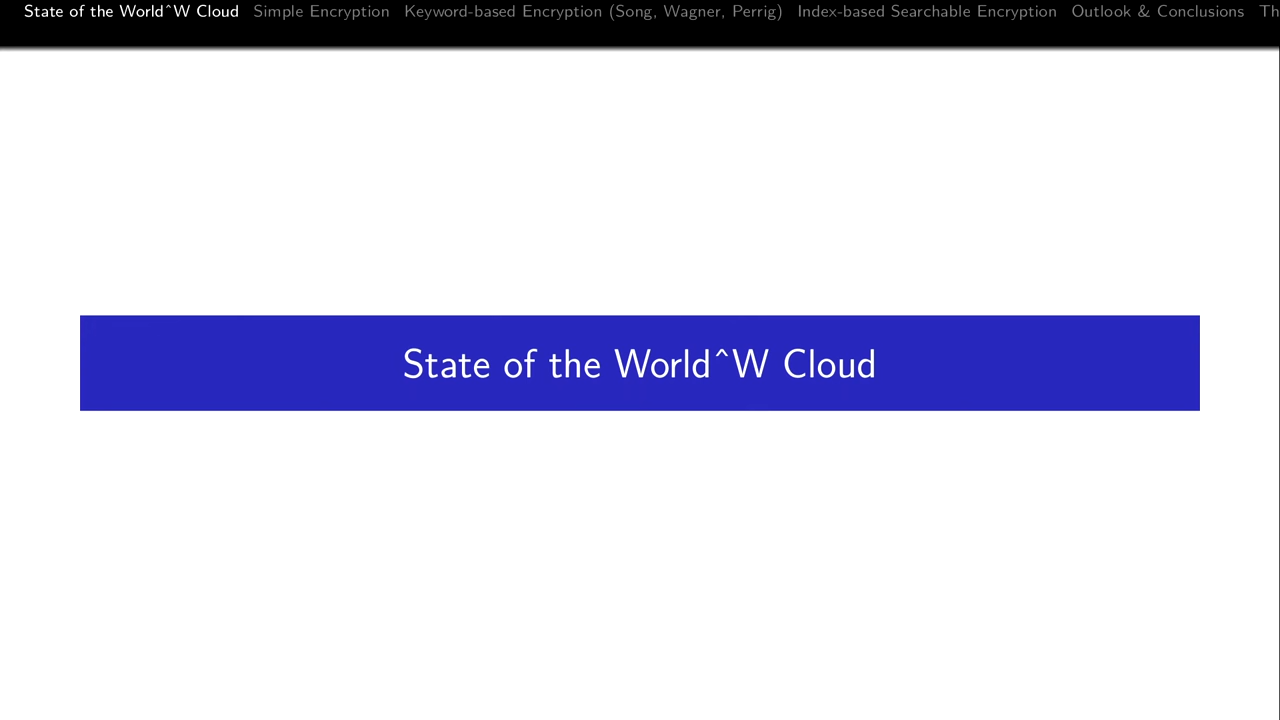 State of the World^W Cloud Simple Encryption Keyword-based Encryption (Song, Wagner, Perrig) Index-based Searchable Encryption Outlook & Conclusions
State of the World^W Cloud